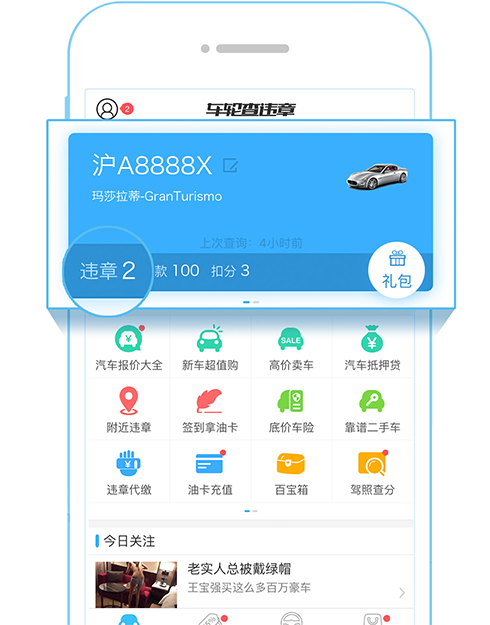 2
车轮查违章
沪A8888X
玛莎拉蒂-GranTurismo
上次查询：4小时前
违章 2 款 100 扣分 3
礼包
汽车报价大全 新车超值购 高价卖车 汽车抵押贷
SALE
附近违章 签到拿油卡 底价车险 靠谱二手车
违章代缴 油卡充值 百宝箱 驾照查分
今日关注
老实人总被戴绿帽
王宝强买这么多百万豪车